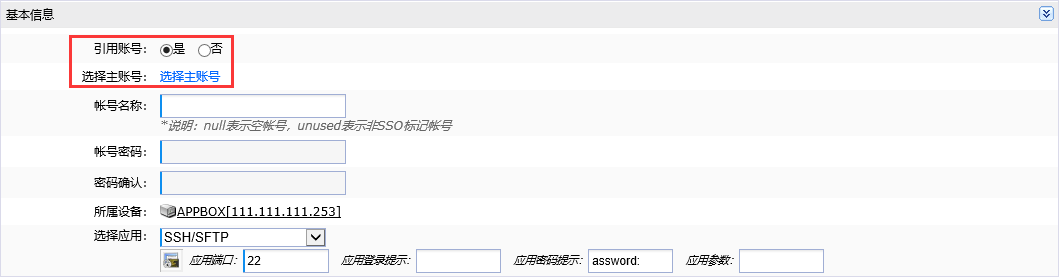 基本信息
引用账号： 是 否
选择主账号： 选择主账号
帐号名称：
*说明：null表示空帐号，unused表示非SSO标记帐号
帐号密码：
密码确认：
所属设备： APPBOX[111.111.111.253]
选择应用： SSH/SFTP
应用端口： 22 应用登录提示： 应用密码提示： assword: 应用参数：